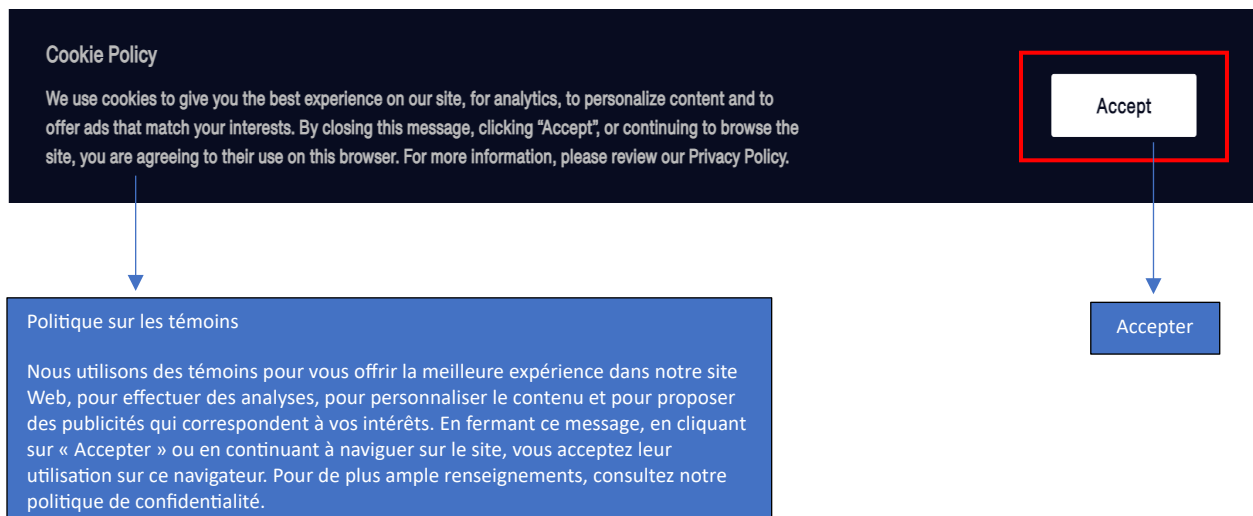 Cookie Policy
We use cookies to give you the best experience on our site, for analytics, to personalize content and to
offer ads that match your interests. By closing this message, clicking “Accept”, or continuing to browse the
site, you are agreeing to their use on this browser. For more information, please review our Privacy Policy.
Accept
Politique sur les témoins
Nous utilisons des témoins pour vous offrir la meilleure expérience dans notre site
Web, pour effectuer des analyses, pour personnaliser le contenu et pour proposer
des publicités qui correspondent à vos intérêts. En fermant ce message, en cliquant
sur « Accepter » ou en continuant à naviguer sur le site, vous acceptez leur
utilisation sur ce navigateur. Pour de plus ample renseignements, consultez notre
politique de confidentialité.
Accepter